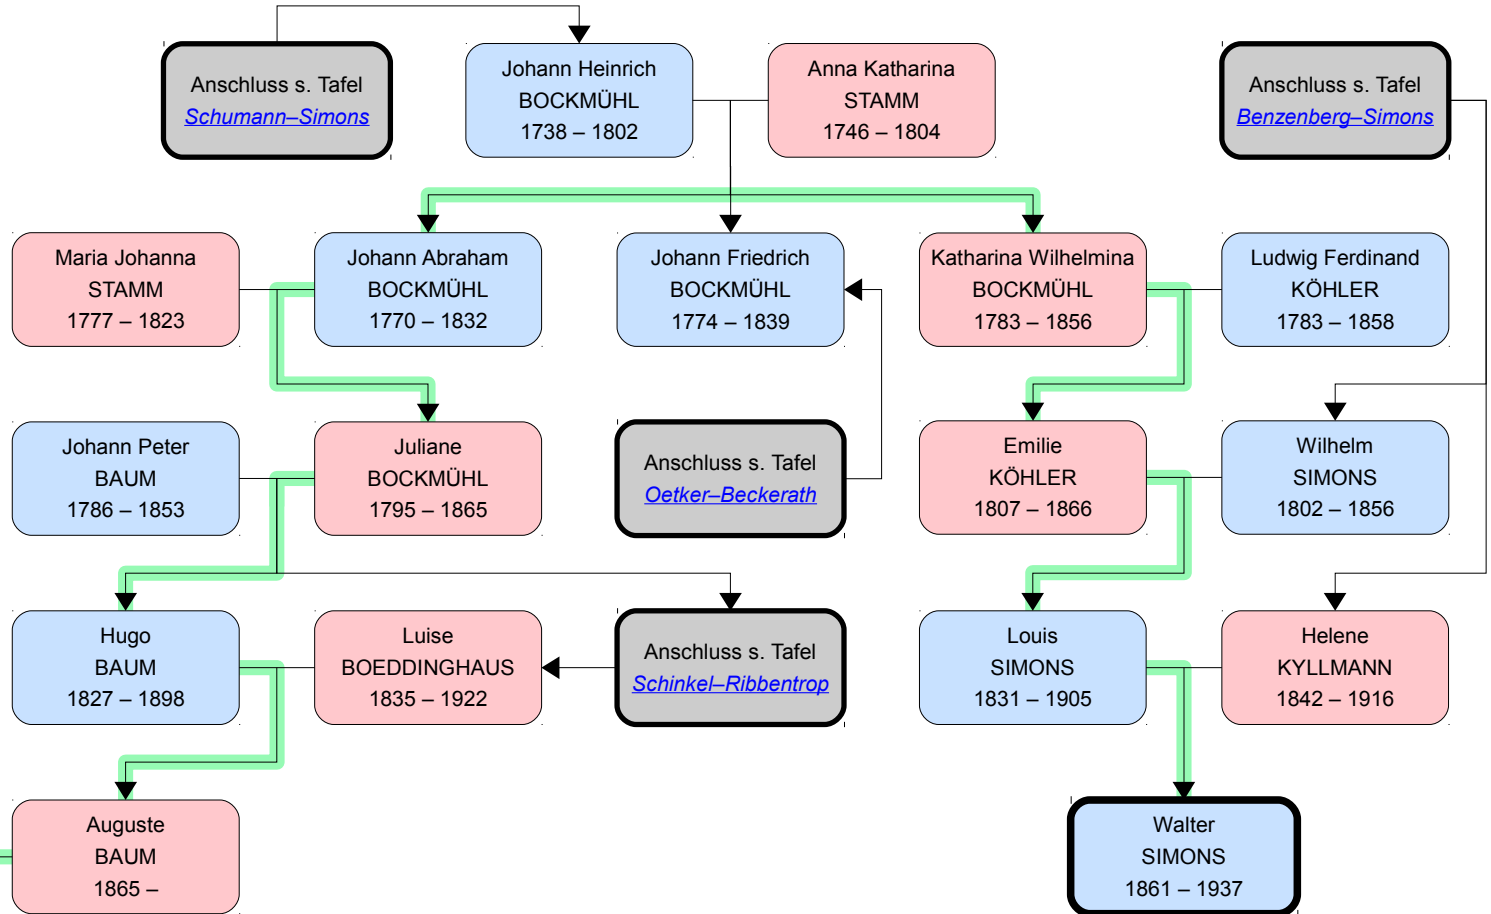 Anschluss s. Tafel
Schumann–Simons
Johann Heinrich
BOCKMÜHL
1738 – 1802
Anna Katharina
STAMM
1746 – 1804
Anschluss s. Tafel
Benzenberg–Simons
Maria Johanna
STAMM
1777 – 1823
Johann Abraham
BOCKMÜHL
1770 – 1832
Johann Friedrich
BOCKMÜHL
1774 – 1839
Katharina Wilhelmina
BOCKMÜHL
1783 – 1856
Ludwig Ferdinand
KÖHLER
1783 – 1858
Johann Peter
BAUM
1786 – 1853
Juliane
BOCKMÜHL
1795 – 1865
Anschluss s. Tafel
Oetker–Beckerath
Emilie
KÖHLER
1807 – 1866
Wilhelm
SIMONS
1802 – 1856
Hugo
BAUM
1827 – 1898
Luise
BOEDDINGHAUS
1835 – 1922
Anschluss s. Tafel
Schinkel–Ribbentrop
Louis
SIMONS
1831 – 1905
Helene
KYLLMANN
1842 – 1916
Auguste
BAUM
1865 –
Walter
SIMONS
1861 – 1937